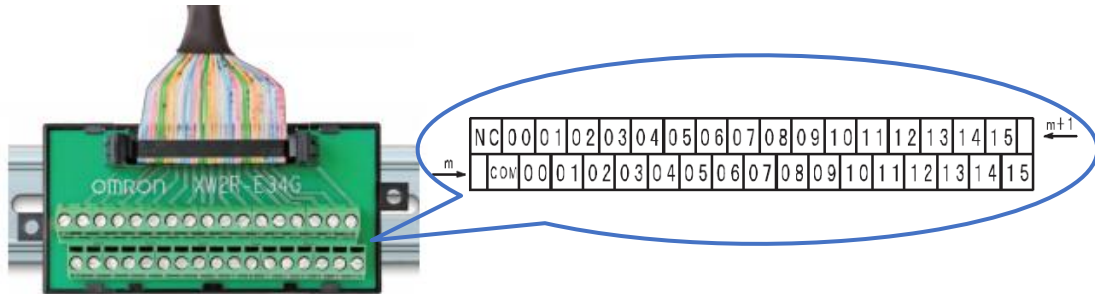 omron XW2R-E34G
NC 00 01 02 03 04 05 06 07 08 09 10 11 12 13 14 15
m+1
m
COM 00 01 02 03 04 05 06 07 08 09 10 11 12 13 14 15